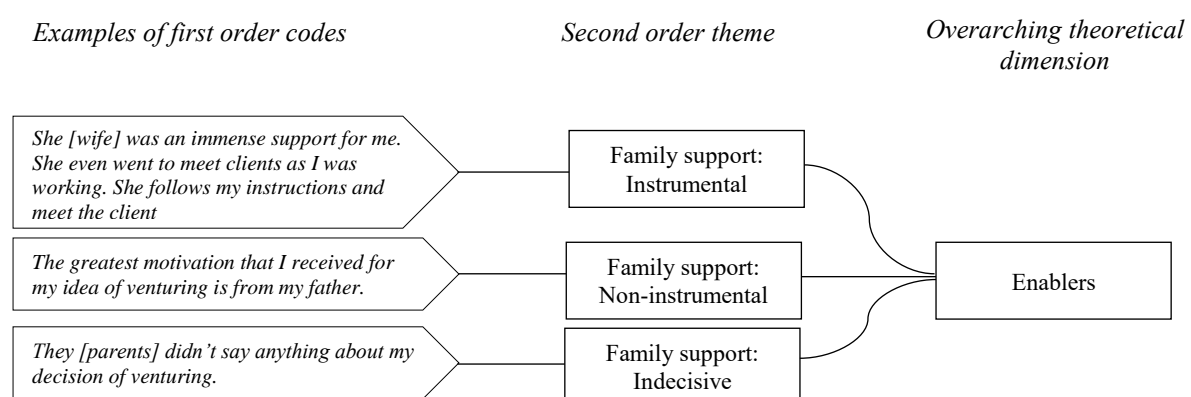 Examples of first order codes
Second order theme
Overarching theoretical
dimension
She [wife] was an immense support for me.
She even went to meet clients as I was
working. She follows my instructions and
meet the client
Family support:
Instrumental
The greatest motivation that I received for
my idea of venturing is from my father.
Family support:
Non-instrumental
Enablers
They [parents] didn’t say anything about my
decision of venturing.
Family support:
Indecisive